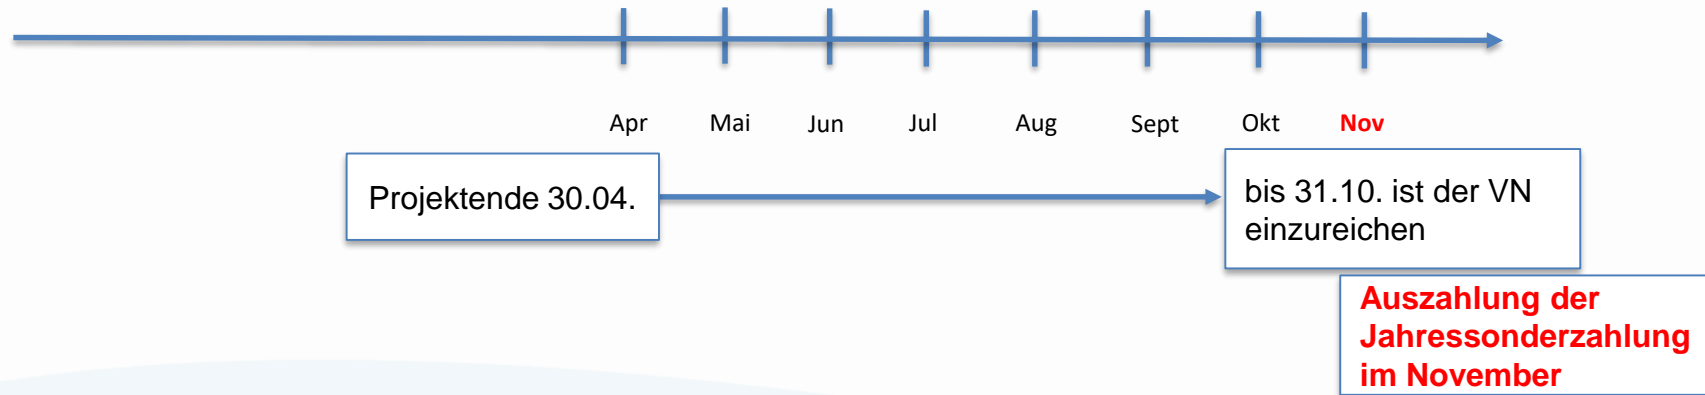 Apr Mai Jun Jul Aug Sept Okt Nov
Projektende 30.04.
bis 31.10. ist der VN
einzureichen
Auszahlung der
Jahressonderzahlung
im November